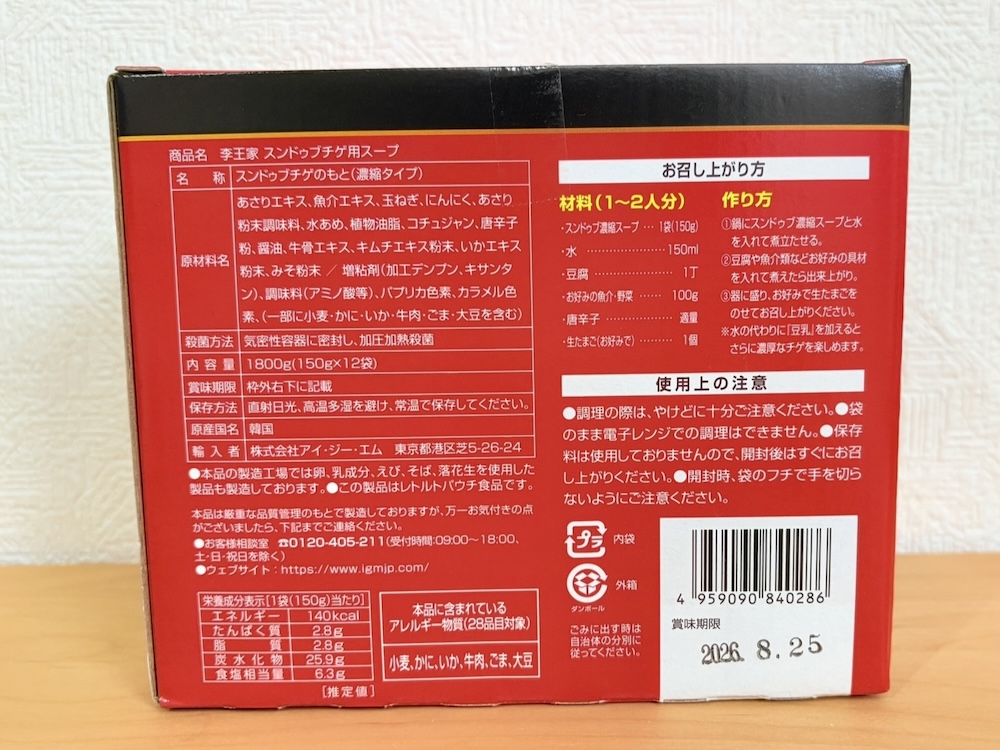 商品名 李王家 スンドゥブチゲ用スープ
名称 スンドゥブチゲのもと(濃縮タイプ)
原材料名
あさりエキス、魚介エキス、玉ねぎ、にんにく、あさり
粉末調味料、水あめ、植物油脂、コチュジャン、唐辛子
粉、醤油、牛骨エキス、キムチエキス粉末、いかエキス
粉末、みそ粉末 / 増粘剤(加工デンプン、キサンタ
ン)、調味料(アミノ酸等)、パプリカ色素、カラメル色
素、(一部に小麦・かに・いか・牛肉・ごま・大豆を含む)
殺菌方法 気密性容器に密封し、加圧加熱殺菌
内容量 1800g(150g×12袋)
賞味期限 枠外右下に記載
保存方法 直射日光、高温多湿を避け、常温で保存してください。
原産国名 韓国
輸入者 株式会社アイ・ジー・エム 東京都港区芝5-26-24
●本品の製造工場では卵、乳成分、えび、そば、落花生を使用した
製品も製造しております。●この製品はレトルトパウチ食品です。
本品は厳重な品質管理のもとで製造しておりますが、万一お気付きの点
がございましたら、下記までご連絡ください。
●お客様相談室 ☎0120-405-211(受付時間:09:00~18:00、
土・日・祝日を除く)
●ウェブサイト:https://www.igmjp.com/
栄養成分表示[1袋(150g)当たり]
エネルギー 140kcal
たんぱく質 2.8g
脂質 2.8g
炭水化物 25.9g
食塩相当量 6.3g
[推定値]
本品に含まれている
アレルギー物質(28品目対象)
小麦、かに、いか、牛肉、ごま、大豆
お召し上がり方
材料(1~2人分)
・スンドゥブ濃縮スープ … 1袋(150g)
・水 …………… 150ml
・豆腐 …………… 1丁
・お好みの魚介・野菜 …… 100g
・唐辛子 …………… 適量
・生たまご(お好みで) …… 1個
作り方
①鍋にスンドゥブ濃縮スープと水
を入れて煮立たせる。
②豆腐や魚介類などお好みの具材
を入れて煮えたら出来上がり。
③器に盛り、お好みで生たまごを
のせてお召し上がりください。
※水の代わりに「豆乳」を加えると
さらに濃厚なチゲを楽しめます。
使用上の注意
●調理の際は、やけどに十分ご注意ください。●袋
のまま電子レンジでの調理はできません。●保存
料は使用しておりませんので、開封後はすぐにお召
し上がりください。●開封時、袋のフチで手を切ら
ないようにご注意ください。
プラ 内袋
外箱
ダンボール
ごみに出す時は
自治体の分別に
従ってください。
4 959090 840286
賞味期限
2026. 8.25